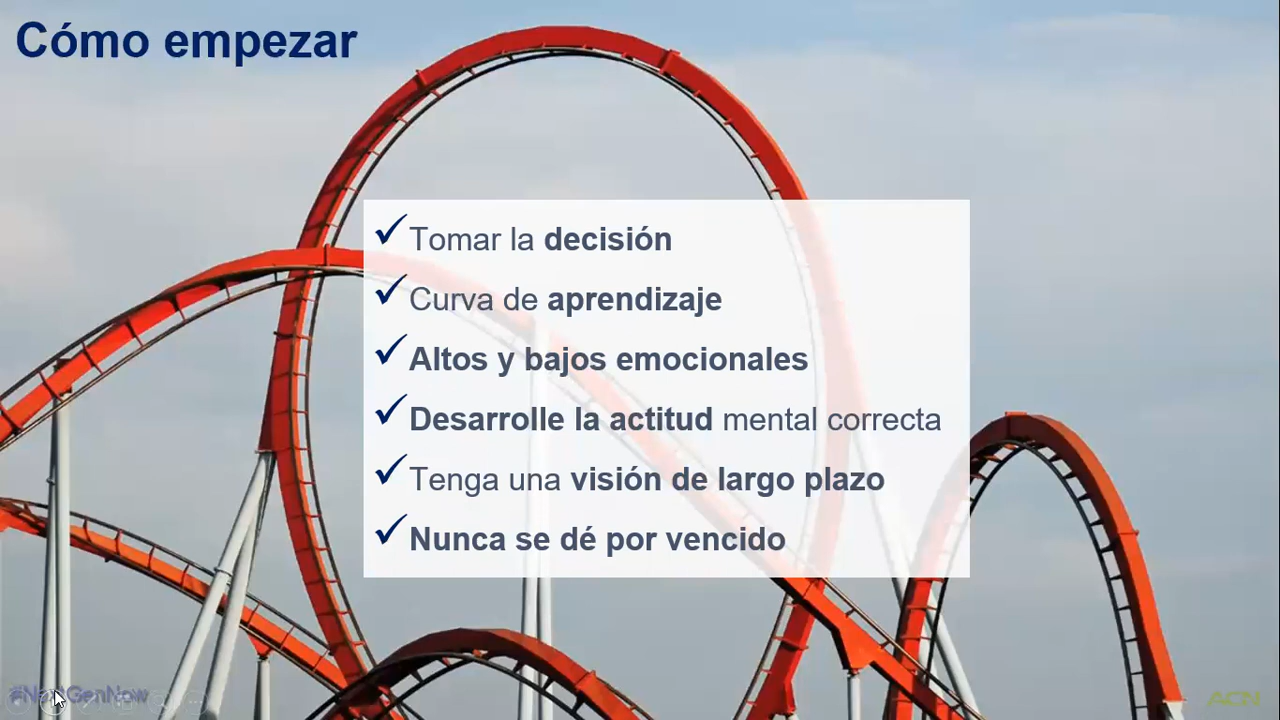 Cómo empezar
Tomar la decisión
Curva de aprendizaje
Altos y bajos emocionales
Desarrolle la actitud mental correcta
Tenga una visión de largo plazo
Nunca se dé por vencido
#NextGenNow
ACN